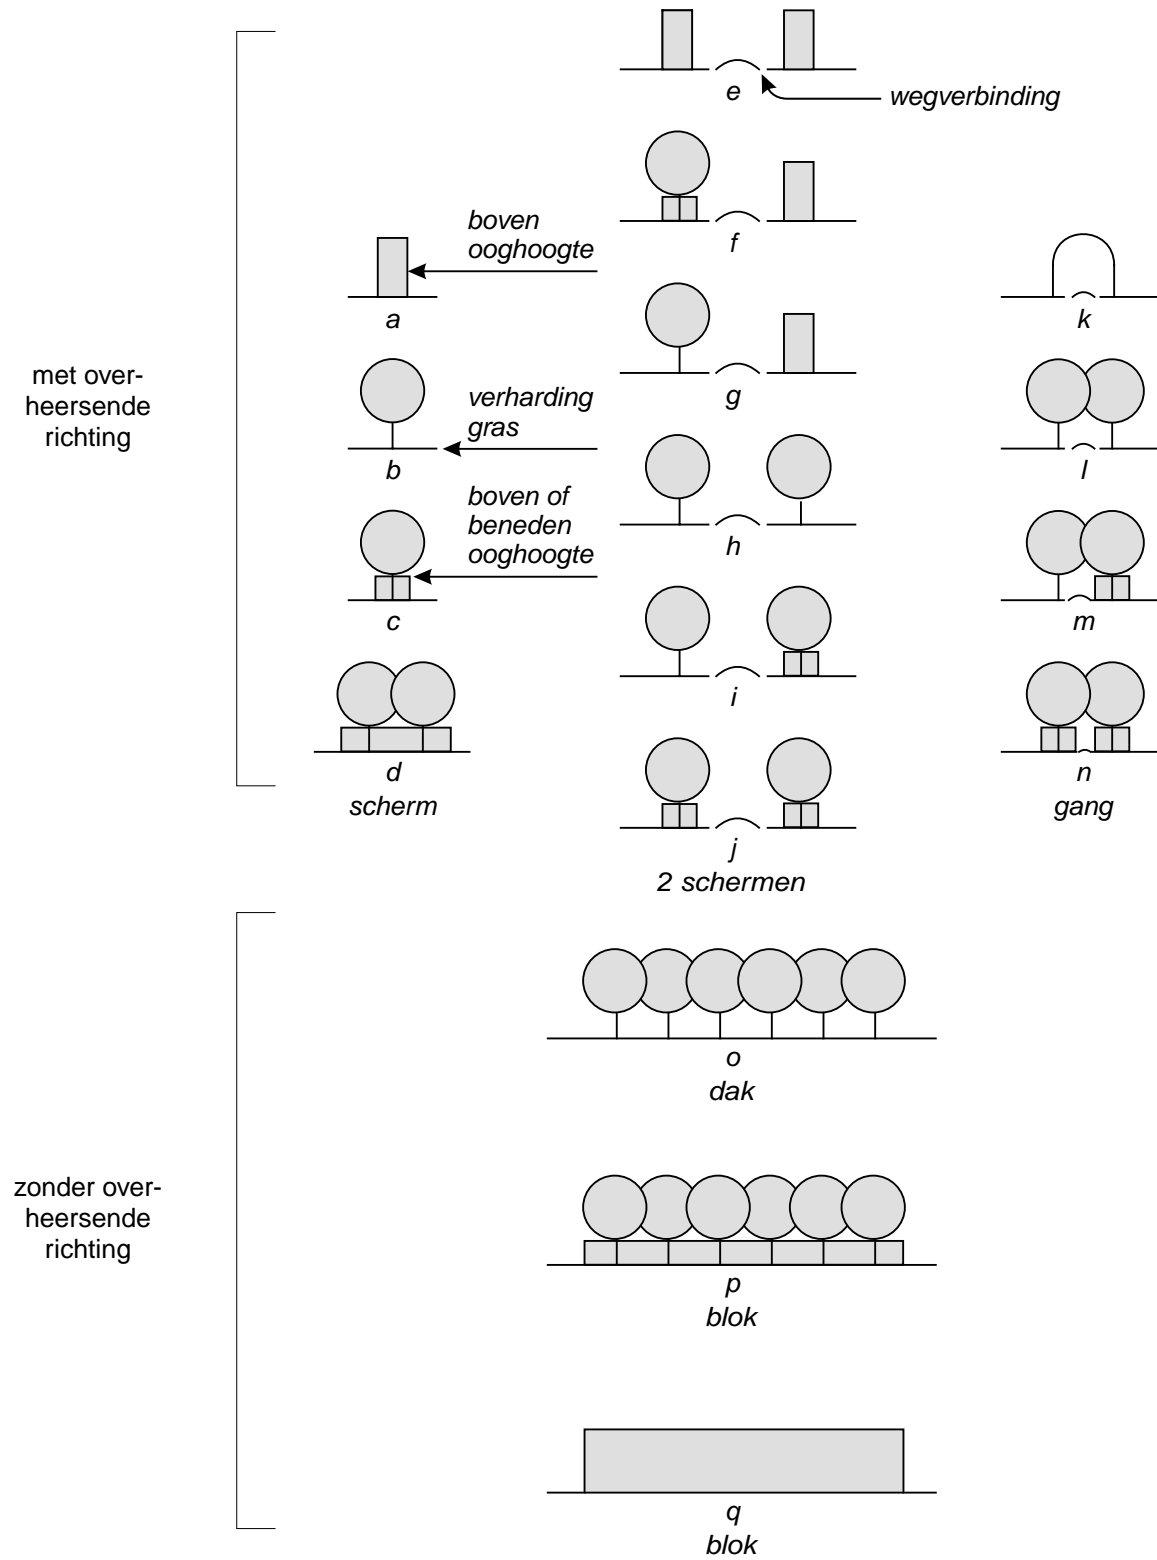 e
wegverbinding
f
boven
ooghoogte
a
k
g
met over-
heersende
richting
verharding
gras
b
l
h
boven of
beneden
ooghoogte
c
m
i
d
scherm
n
gang
j
2 schermen
o
dak
zonder over-
heersende
richting
p
blok
q
blok